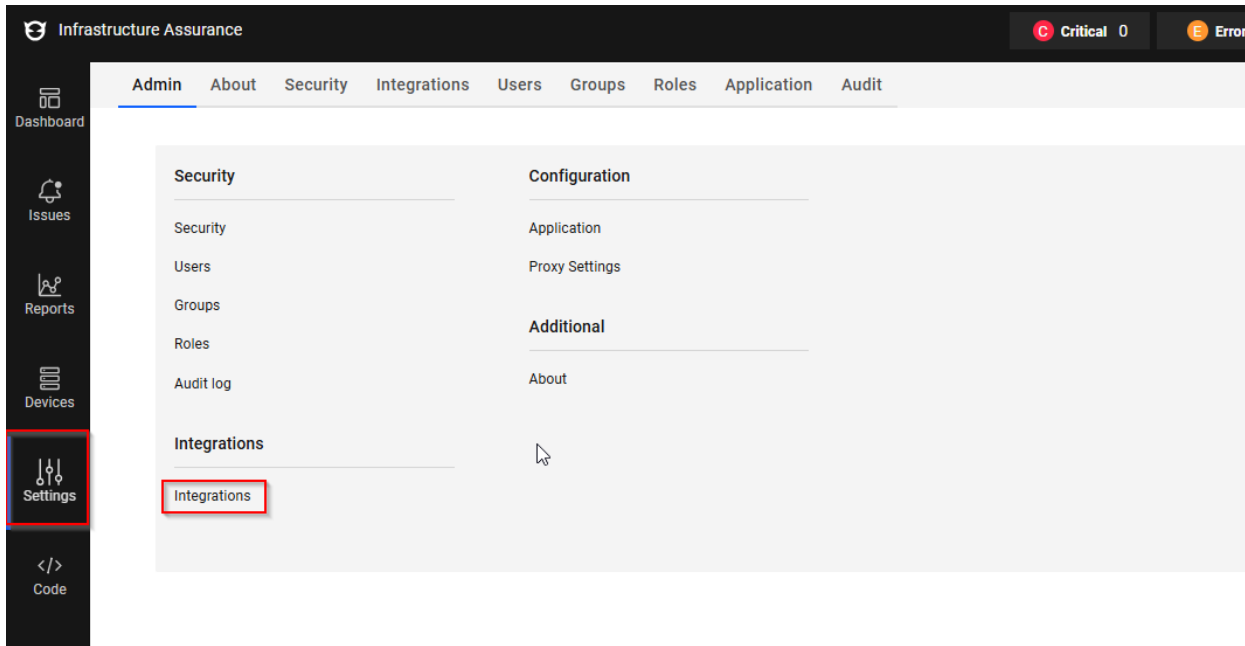 Infrastructure Assurance
C Critical 0
E Error
Admin About Security Integrations Users Groups Roles Application Audit
Dashboard
Issues
Reports
Devices
Settings
</> Code
Security
Security
Users
Groups
Roles
Audit log
Integrations
Integrations
Configuration
Application
Proxy Settings
Additional
About